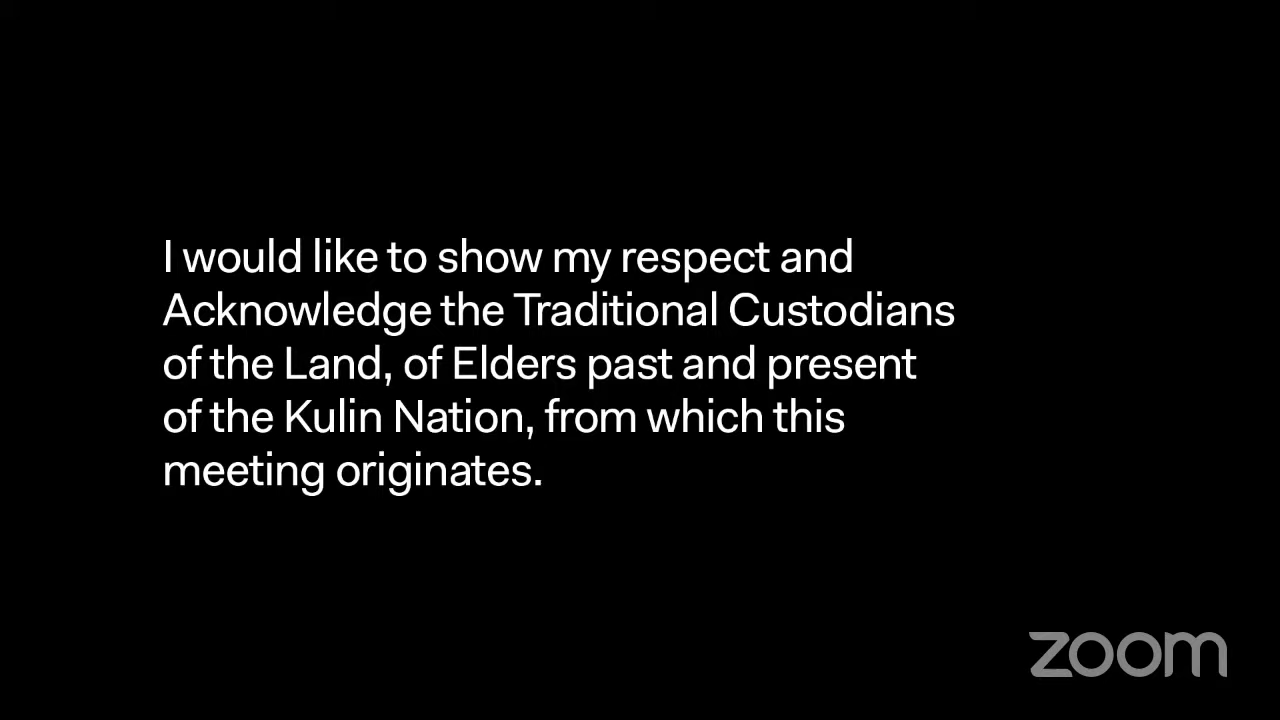 I would like to show my respect and
Acknowledge the Traditional Custodians
of the Land, of Elders past and present
of the Kulin Nation, from which this
meeting originates.
zoom